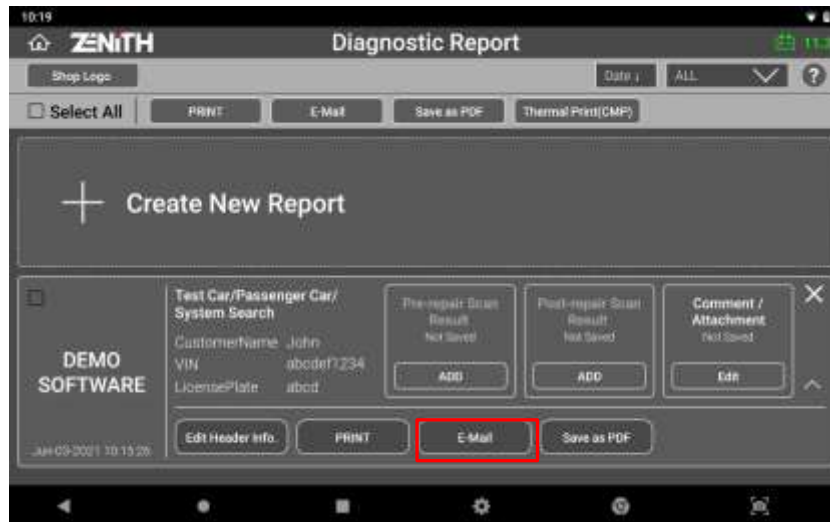 10:19
ZENITH
Diagnostic Report
Shop Logo
Date ↓
ALL
?
Select All
PRINT
E-Mail
Save as PDF
Thermal Print(CMP)
Create New Report
Test Car/Passenger Car/
System Search
CustomerName John
VIN abcdef1234
LicensePlate abcd
DEMO
SOFTWARE
Jun-03-2021 10:15:26
Pre-repair Scan
Result
Not Saved
ADD
Post-repair Scan
Result
Not Saved
ADD
Comment /
Attachment
Not Saved
Edit
Edit Header Info.
PRINT
E-Mail
Save as PDF